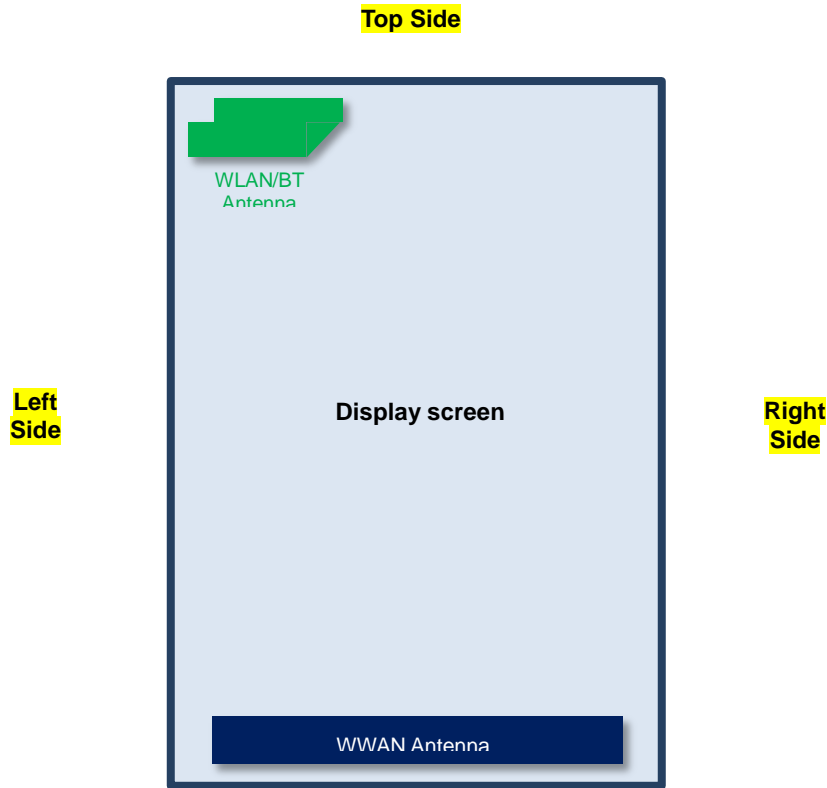 Top Side
WLAN/BT
Antenna
Left
Side
Display screen
Right
Side
WWAN Antenna